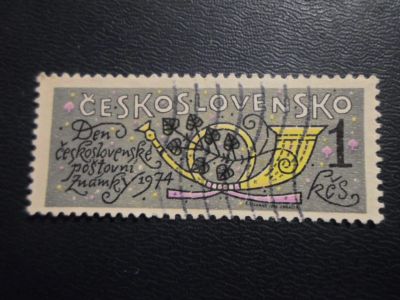 ČESKOSLOVENSKO
Den
československé
poštovní
známky 1974
1
Kčs